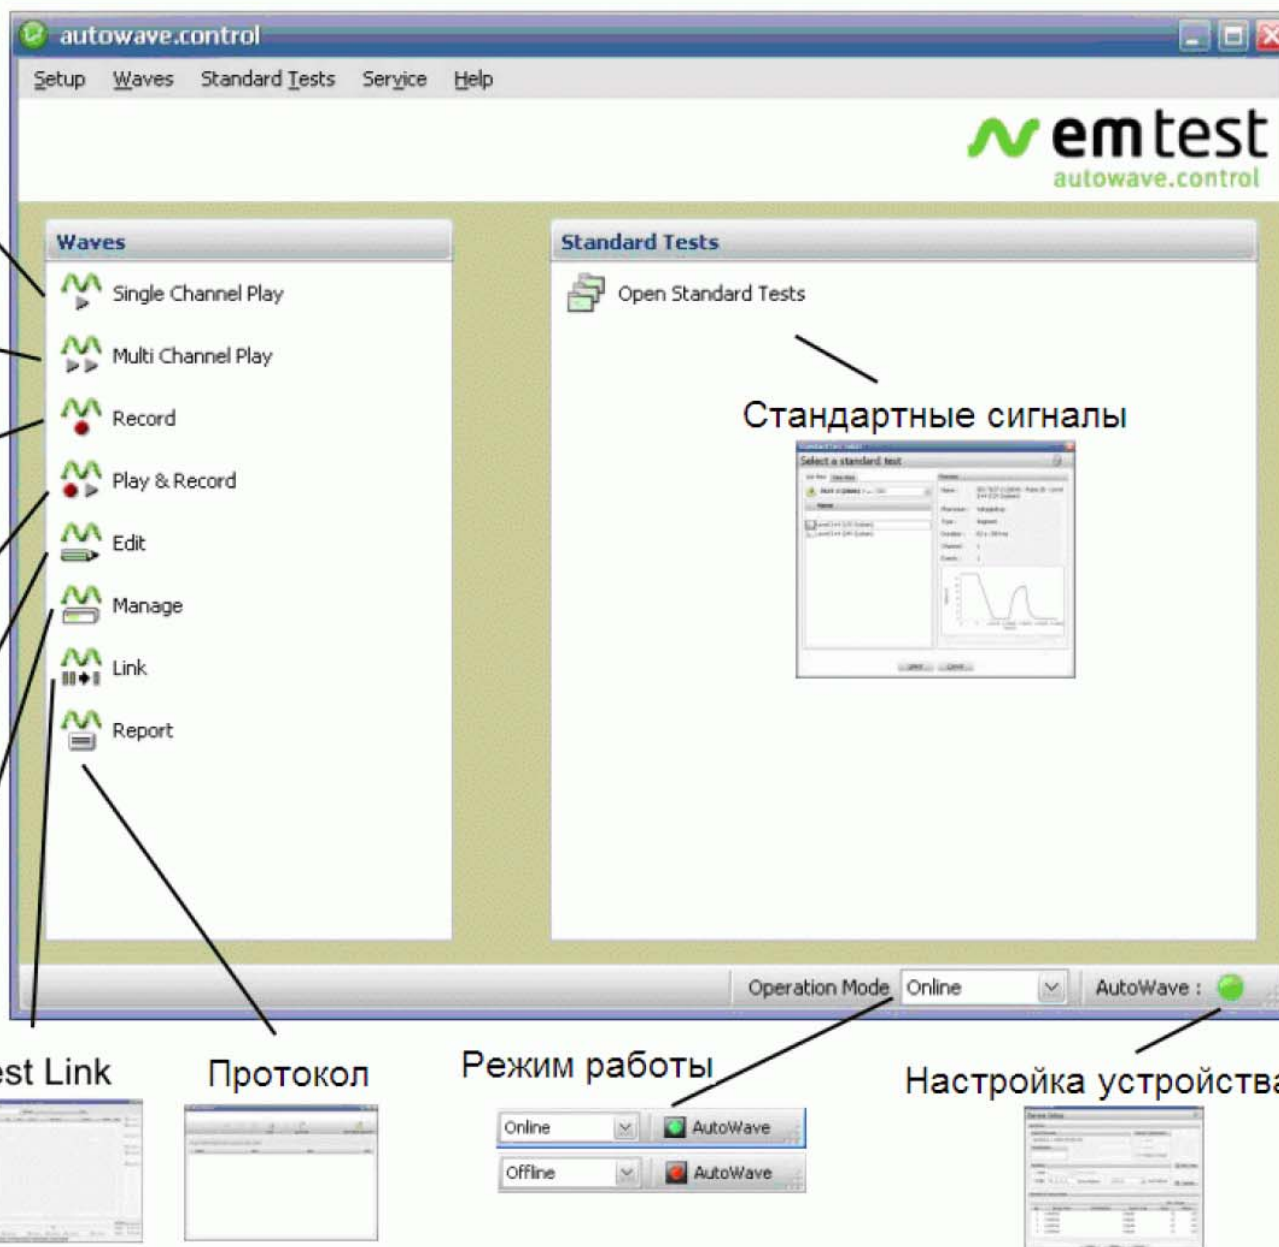 autowave.control
Setup Waves Standard Tests Service Help
emtest
autowave.control
Waves
Single Channel Play
Multi Channel Play
Record
Play & Record
Edit
Manage
Link
Report
Standard Tests
Open Standard Tests
Стандартные сигналы
Select a standard test
Operation Mode Online AutoWave :
est Link
Протокол
Режим работы
Online AutoWave
Offline AutoWave
Настройка устройства